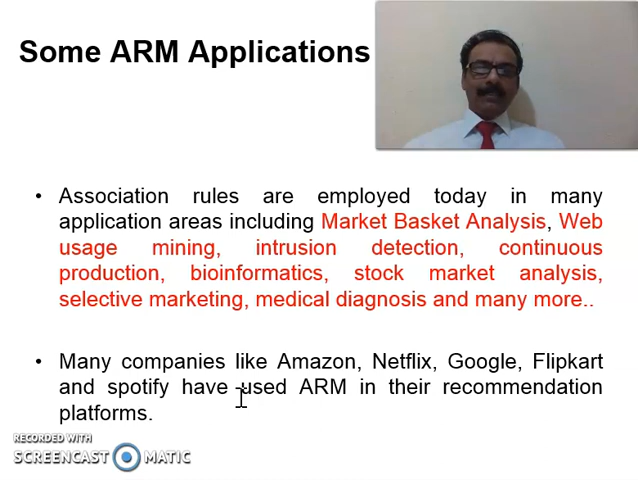 Some ARM Applications
• Association rules are employed today in many
application areas including Market Basket Analysis, Web
usage mining, intrusion detection, continuous
production, bioinformatics, stock market analysis,
selective marketing, medical diagnosis and many more..
• Many companies like Amazon, Netflix, Google, Flipkart
and spotify have used ARM in their recommendation
platforms.
RECORDED WITH
SCREENCAST MATIC